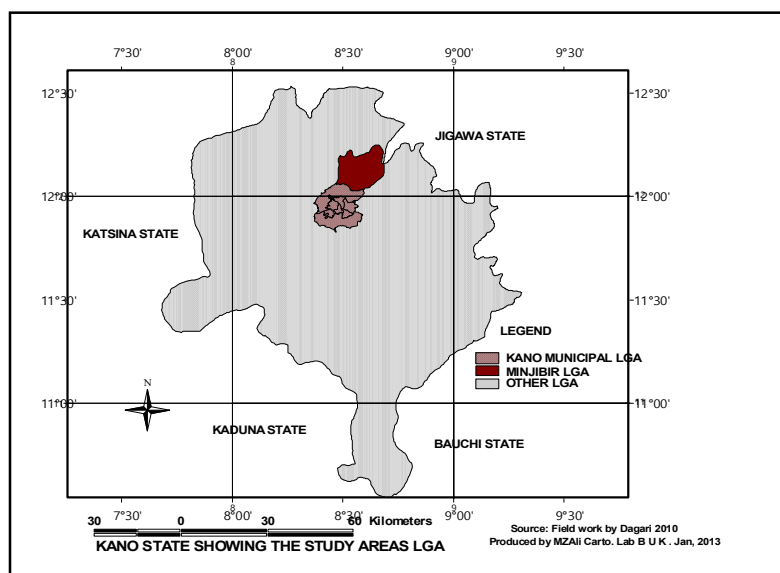 7°30' 8°00' 8°30' 9°00' 9°30'
9
12°30' 12°30'
JIGAWA STATE
12°00' 12°00'
KATSINA STATE
11°30' 11°30'
LEGEND
KANO MUNICIPAL LGA
MINJIBIR LGA
OTHER LGA
N
11°00' 11°00'
KADUNA STATE
BAUCHI STATE
7°30' 8°00' 8°30' 9°00' 9°30'
30 0 30 60 Kilometers
KANO STATE SHOWING THE STUDY AREAS LGA
Source: Field work by Dagari 2010
Produced by MZAli Carto. Lab B U K . Jan, 2013